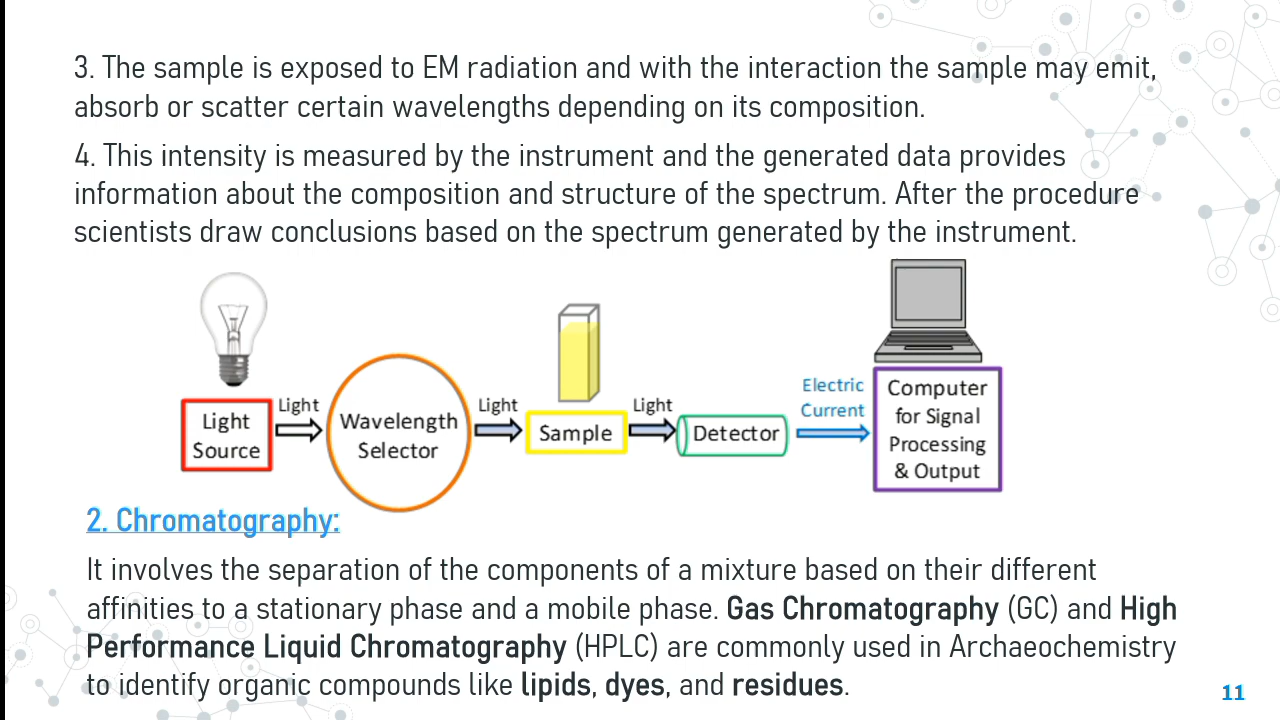 3. The sample is exposed to EM radiation and with the interaction the sample may emit,
absorb or scatter certain wavelengths depending on its composition.
4. This intensity is measured by the instrument and the generated data provides
information about the composition and structure of the spectrum. After the procedure
scientists draw conclusions based on the spectrum generated by the instrument.
Light
Source
Light
Wavelength
Selector
Light
Sample
Light
Detector
Electric
Current
Computer
for Signal
Processing
& Output
2. Chromatography:
It involves the separation of the components of a mixture based on their different
affinities to a stationary phase and a mobile phase. Gas Chromatography (GC) and High
Performance Liquid Chromatography (HPLC) are commonly used in Archaeochemistry
to identify organic compounds like lipids, dyes, and residues.
11